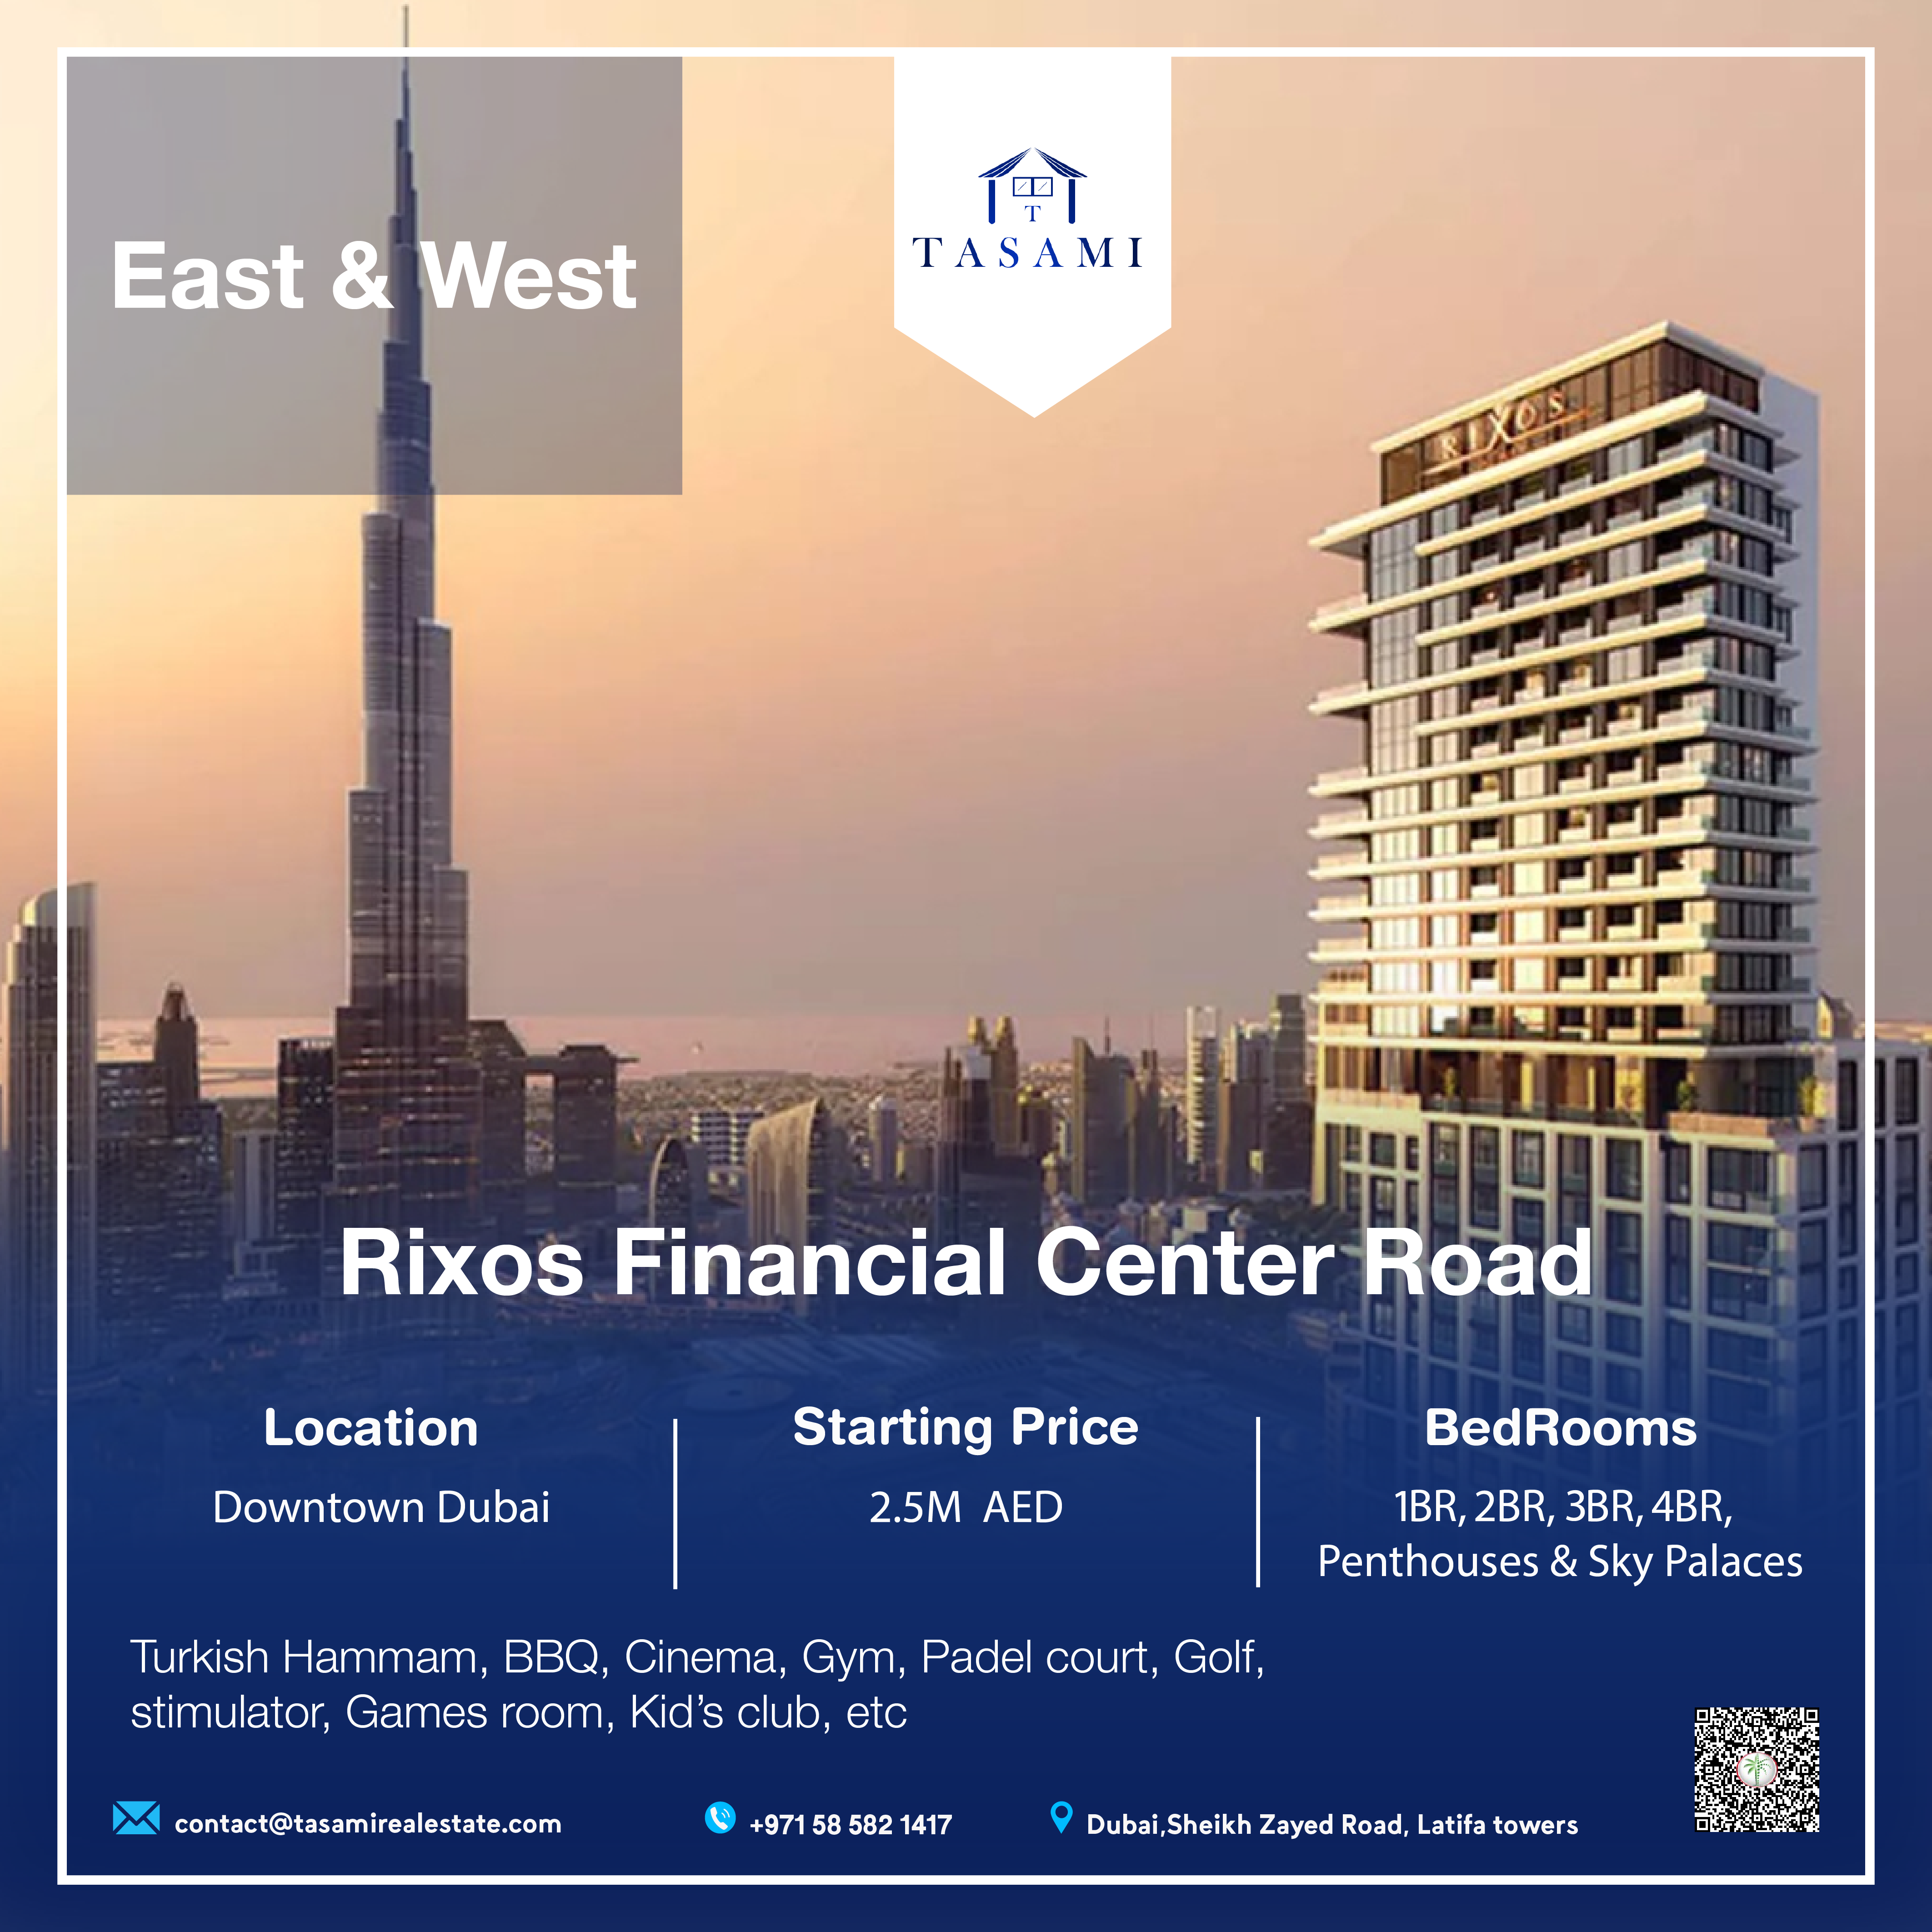 East & West
T
TASAMI
RIXOS
Rixos Financial Center Road
Location
Downtown Dubai
Starting Price
2.5M AED
BedRooms
1BR, 2BR, 3BR, 4BR,
Penthouses & Sky Palaces
Turkish Hammam, BBQ, Cinema, Gym, Padel court, Golf,
stimulator, Games room, Kid’s club, etc
contact@tasamirealestate.com
+971 58 582 1417
Dubai,Sheikh Zayed Road, Latifa towers